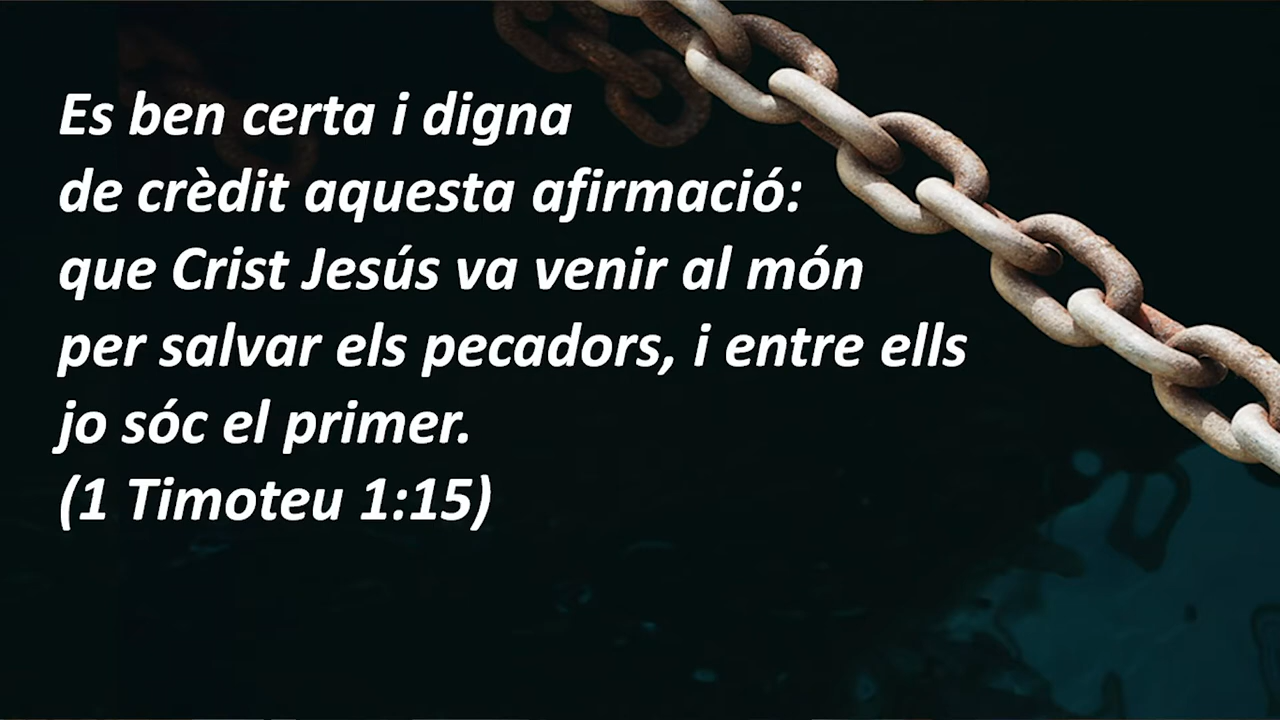 Es ben certa i digna
de crèdit aquesta afirmació:
que Crist Jesús va venir al món
per salvar els pecadors, i entre ells
jo sóc el primer.
(1 Timoteu 1:15)